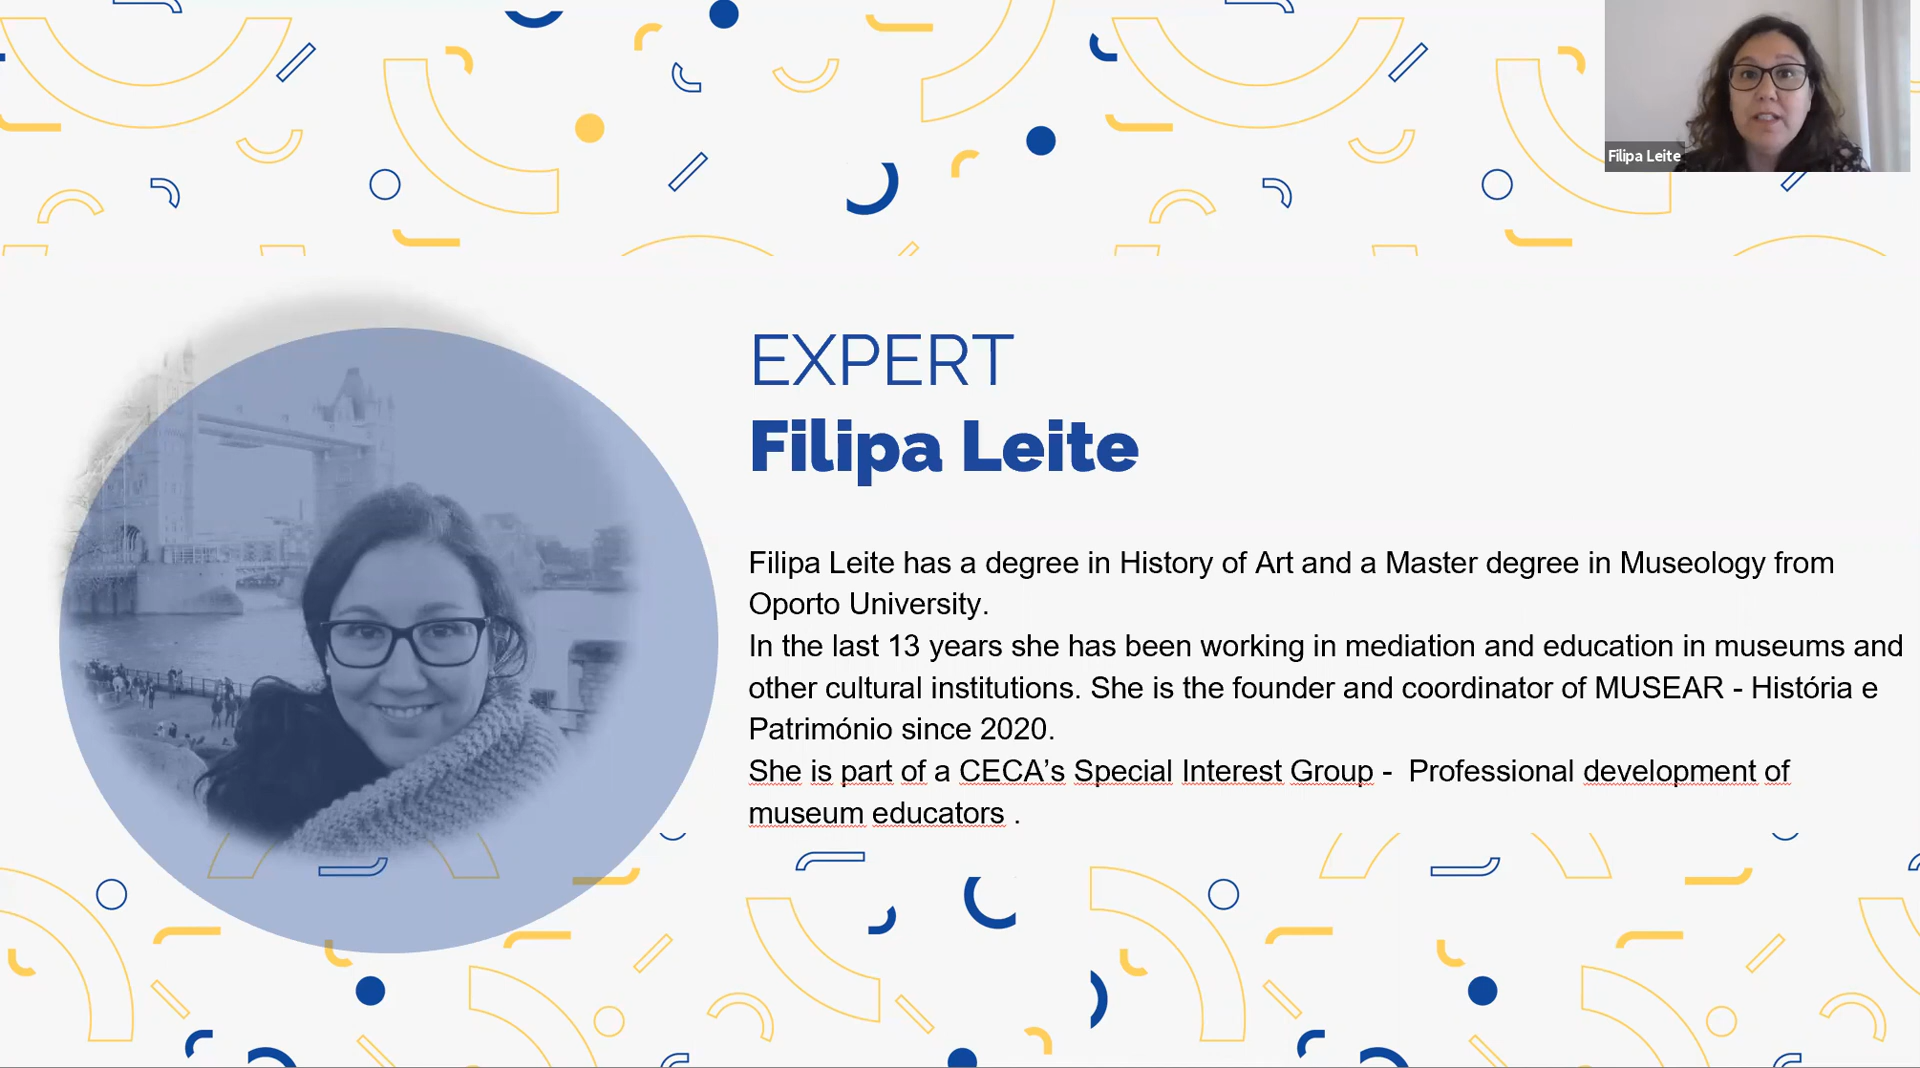 Filipa Leite
EXPERT
Filipa Leite
Filipa Leite has a degree in History of Art and a Master degree in Museology from
Oporto University.
In the last 13 years she has been working in mediation and education in museums and
other cultural institutions. She is the founder and coordinator of MUSEAR - História e
Património since 2020.
She is part of a CECA’s Special Interest Group -  Professional development of
museum educators .